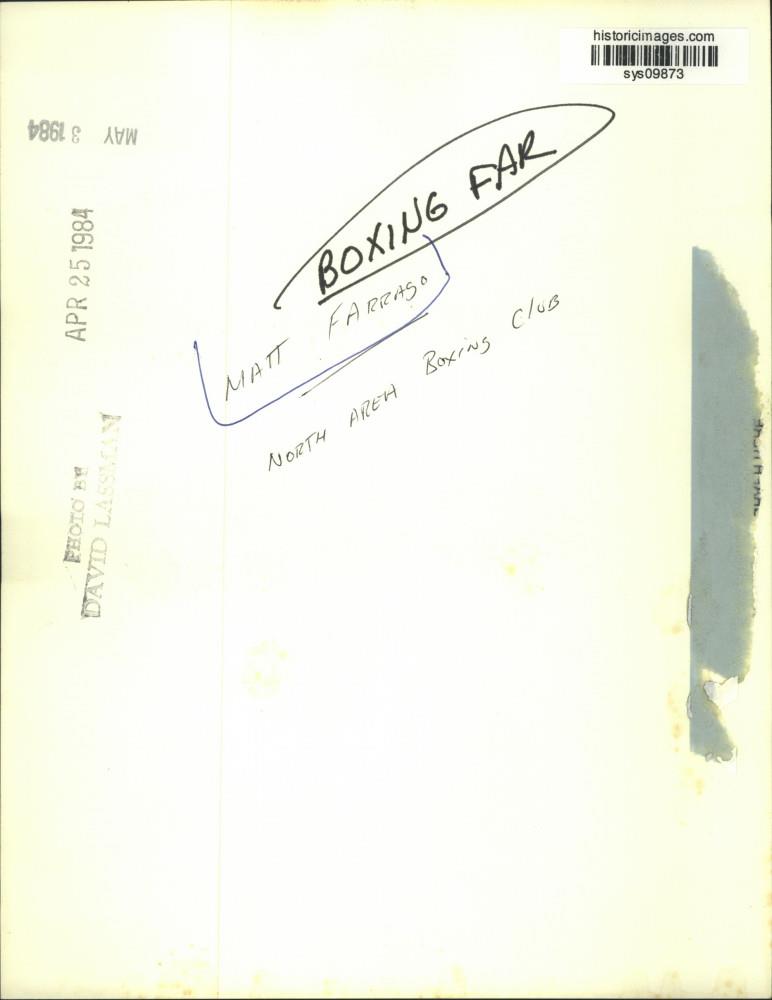 historicimages.com
sys09873
MAY 3 1984
APR 25 1984
BOXING FAR
MATT FARRAGO
NORTH AREA BOXING CLUB
PHOTO BY
DAVID LASSMAN